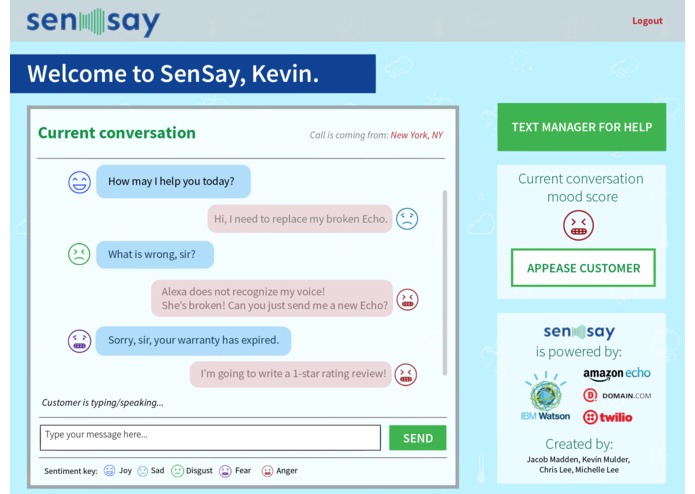 sensay
Logout
Welcome to SenSay, Kevin.
Current conversation
Call is coming from: New York, NY
How may I help you today?
Hi, I need to replace my broken Echo.
What is wrong, sir?
Alexa does not recognize my voice!
She's broken! Can you just send me a new Echo?
Sorry, sir, your warranty has expired.
I'm going to write a 1-star rating review!
Customer is typing/speaking...
Type your message here...
SEND
Sentiment key: Joy Sad Disgust Fear Anger
TEXT MANAGER FOR HELP
Current conversation
mood score
APPEASE CUSTOMER
sensay
is powered by:
IBM Watson
amazon echo
D DOMAIN.COM
twilio
Created by:
Jacob Madden, Kevin Mulder,
Chris Lee, Michelle Lee